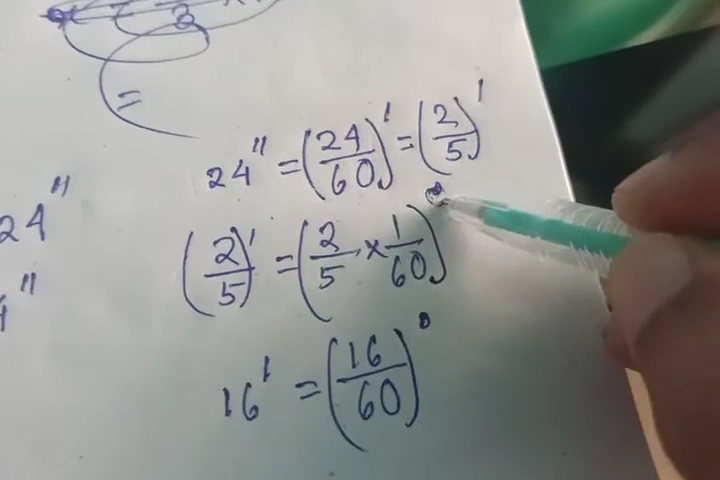 =
24" = (24/60)' = (2/5)'
24"
(2/5)' = (2/5 × 1/60)°
"
16' = (16/60)°